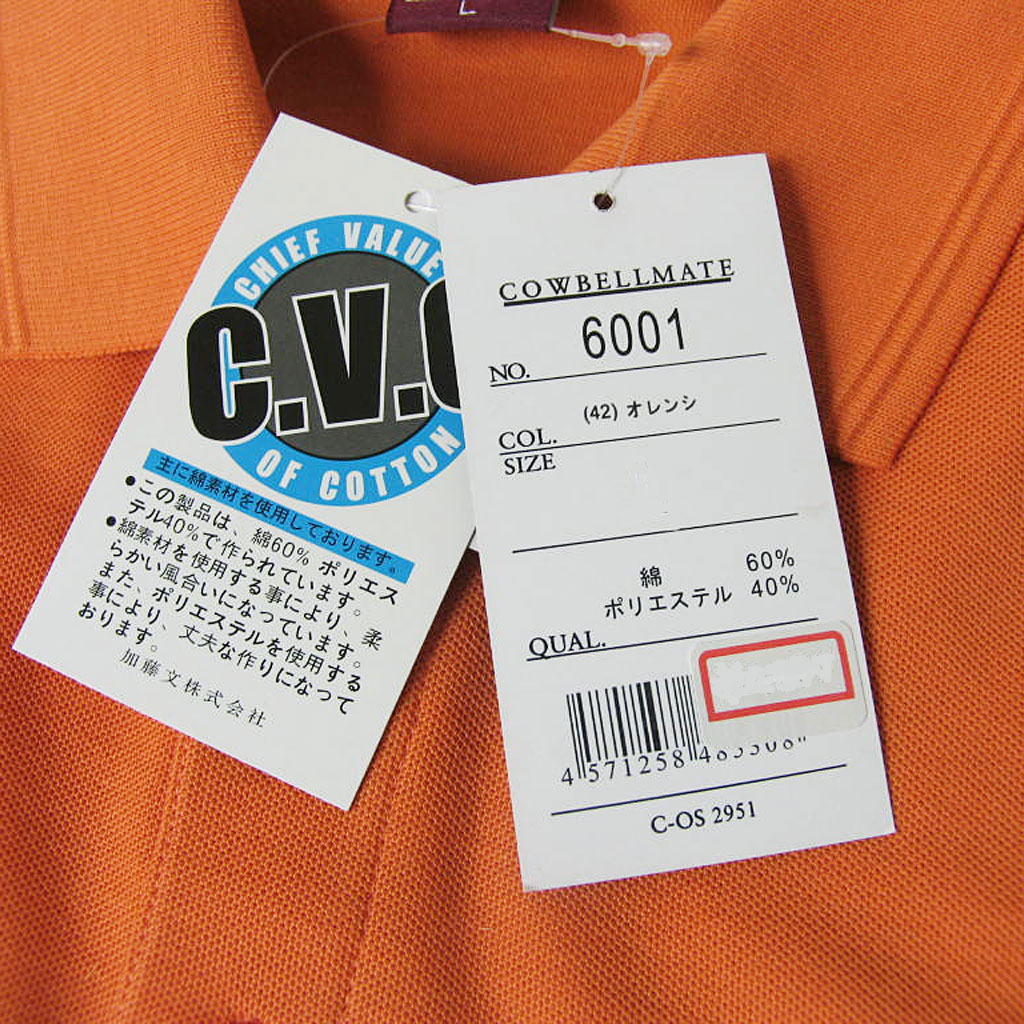 L
CHIEF VALUE
C.V.C
OF COTTON
主に綿素材を使用しております。
●この製品は、綿60% ポリエス
テル40%で作られています。
●綿素材を使用する事により、柔
らかい風合いになっています。
また、ポリエステルを使用する
事により、丈夫な作りになって
おります。
加藤文株式会社
COWBELLMATE
NO. 6001
COL. (42) オレンシ
SIZE
綿 60%
ポリエステル 40%
QUAL.
4 571258
C-OS 2951